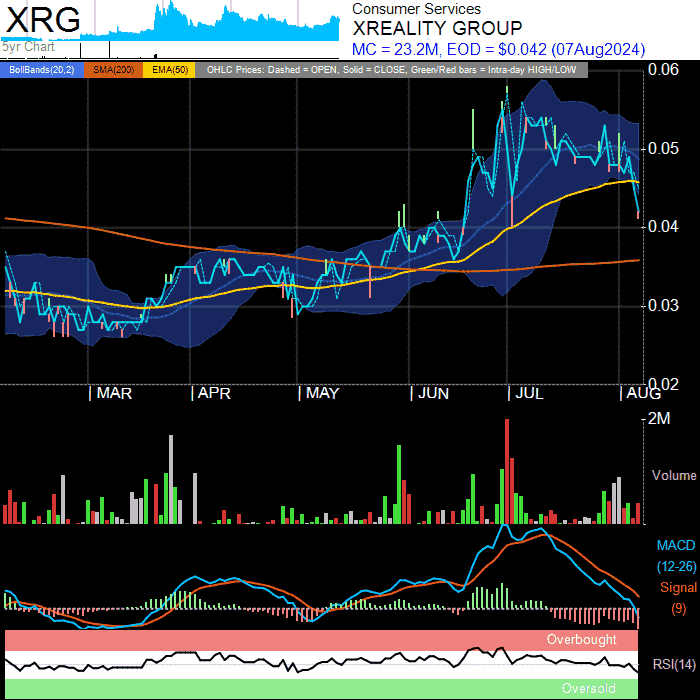 XRG
5yr Chart
Consumer Services
XREALITY GROUP
MC = 23.2M, EOD = $0.042 (07Aug2024)
BollBands(20,2) SMA(200) EMA(50) OHLC Prices: Dashed = OPEN, Solid = CLOSE, Green/Red bars = Intra-day HIGH/LOW
0.06
0.05
0.04
0.03
0.02
| MAR | APR | MAY | JUN | JUL | AUG
2M
Volume
MACD
(12-26)
Signal
(9)
Overbought
RSI(14)
Oversold